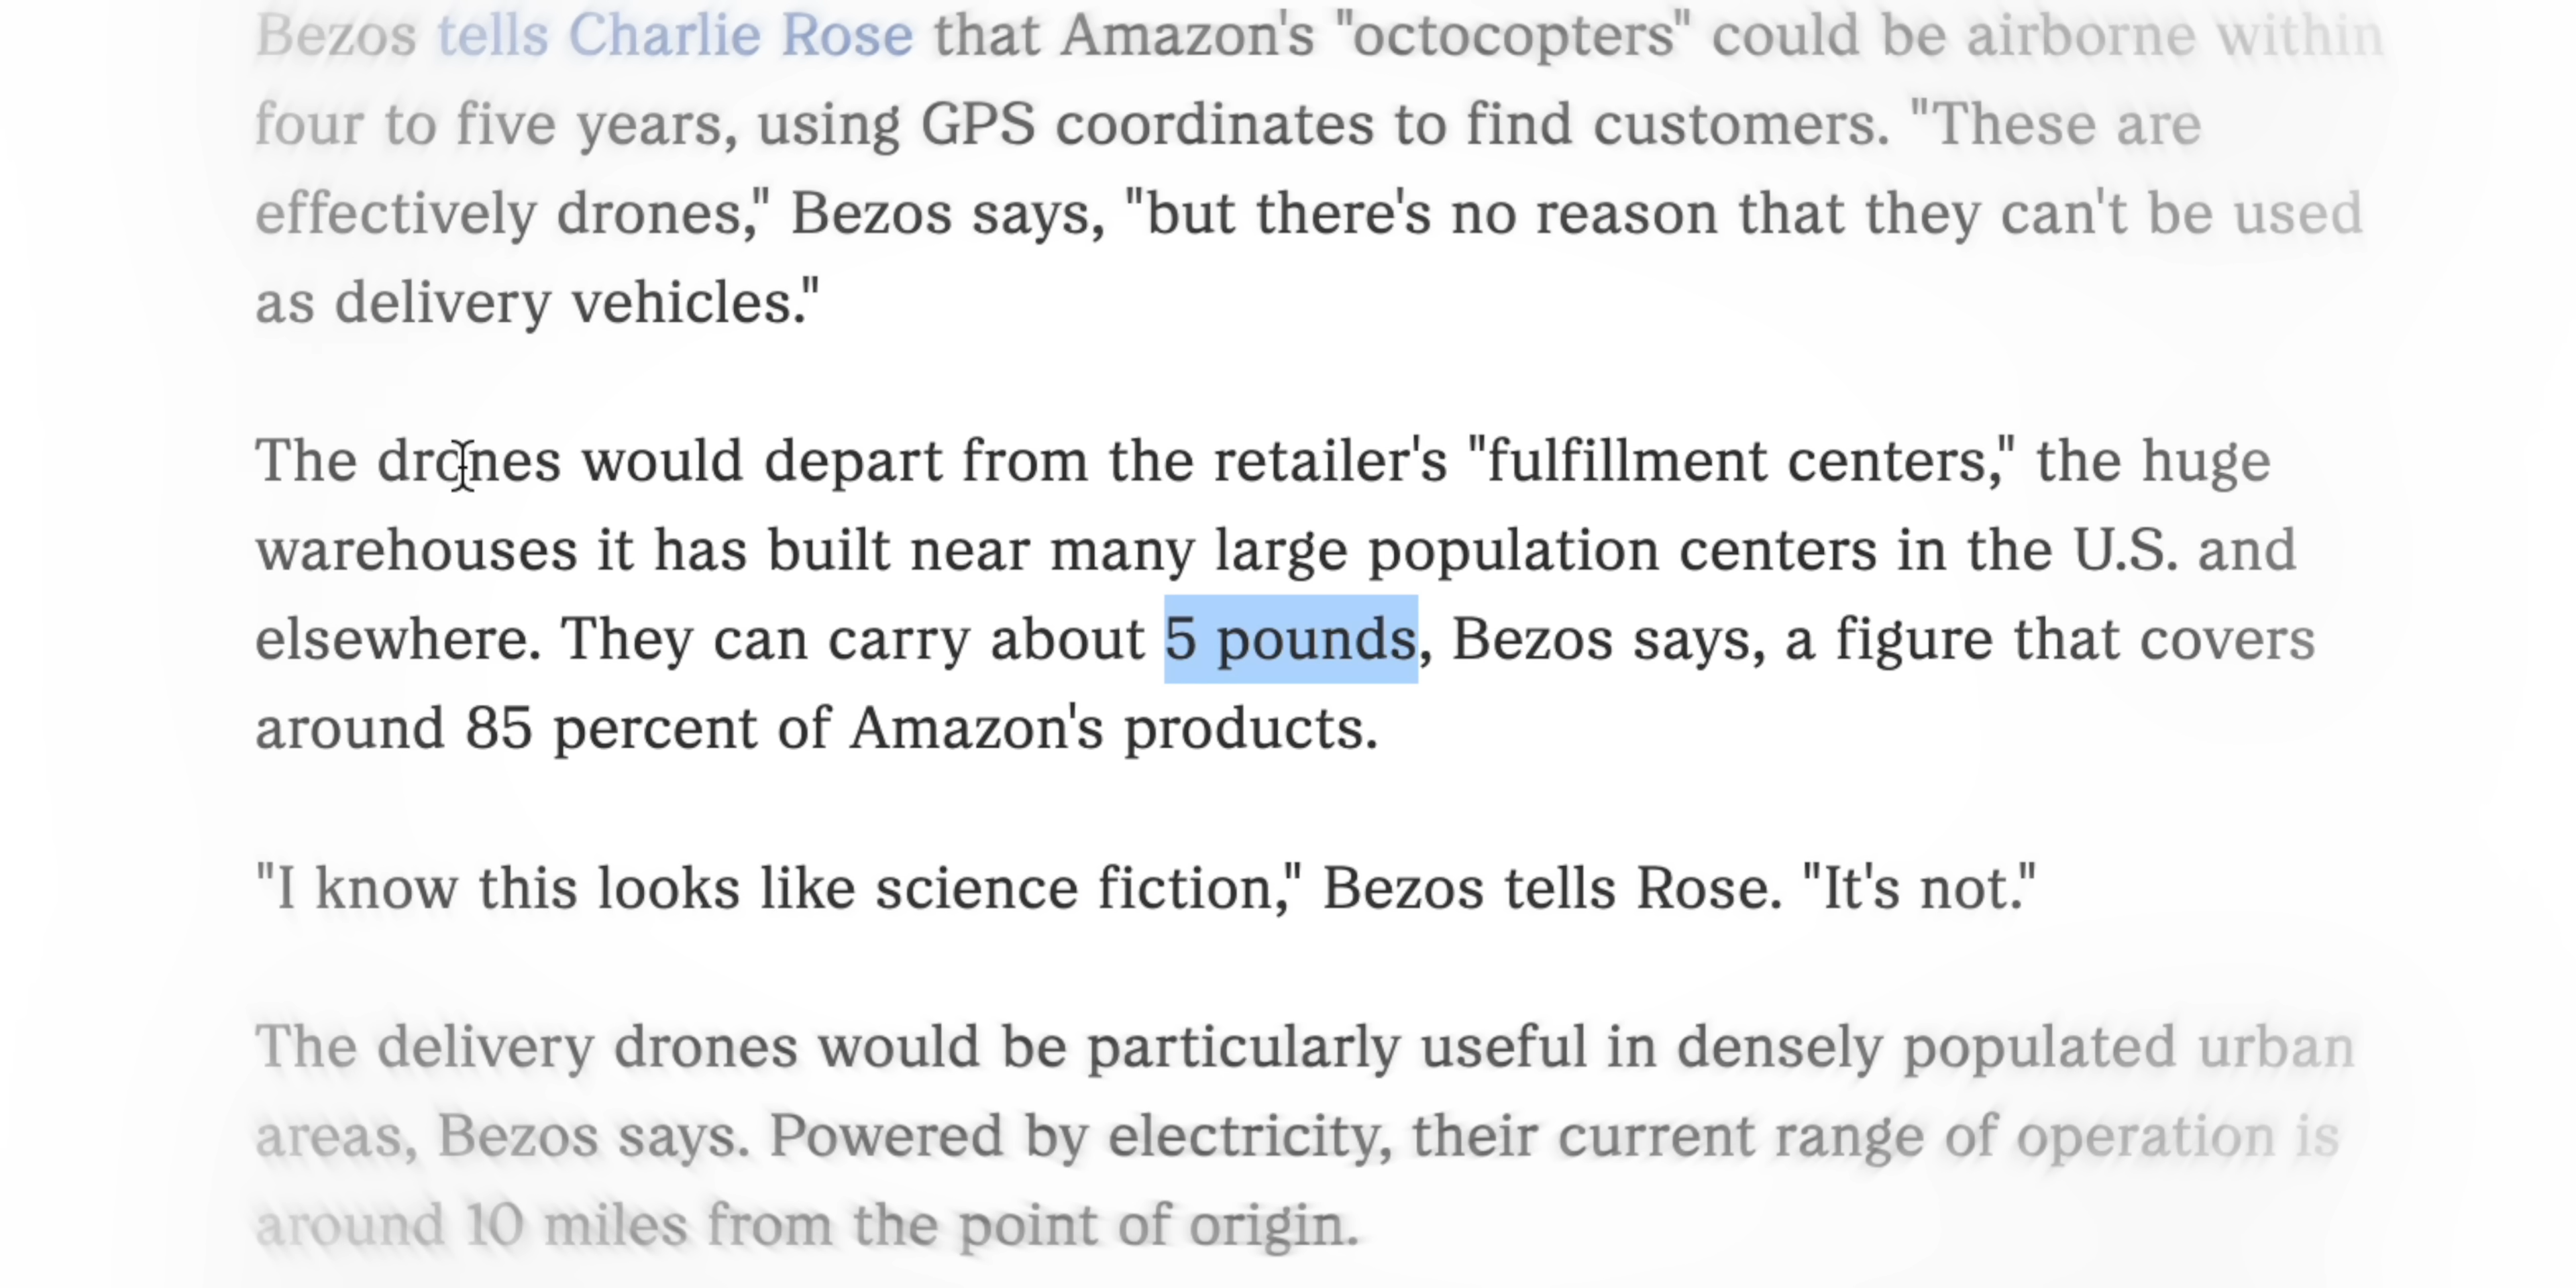 Bezos tells Charlie Rose that Amazon's "octocopters" could be airborne within
four to five years, using GPS coordinates to find customers. "These are
effectively drones," Bezos says, "but there's no reason that they can't be used
as delivery vehicles."
The drones would depart from the retailer's "fulfillment centers," the huge
warehouses it has built near many large population centers in the U.S. and
elsewhere. They can carry about 5 pounds, Bezos says, a figure that covers
around 85 percent of Amazon's products.
"I know this looks like science fiction," Bezos tells Rose. "It's not."
The delivery drones would be particularly useful in densely populated urban
areas, Bezos says. Powered by electricity, their current range of operation is
around 10 miles from the point of origin.